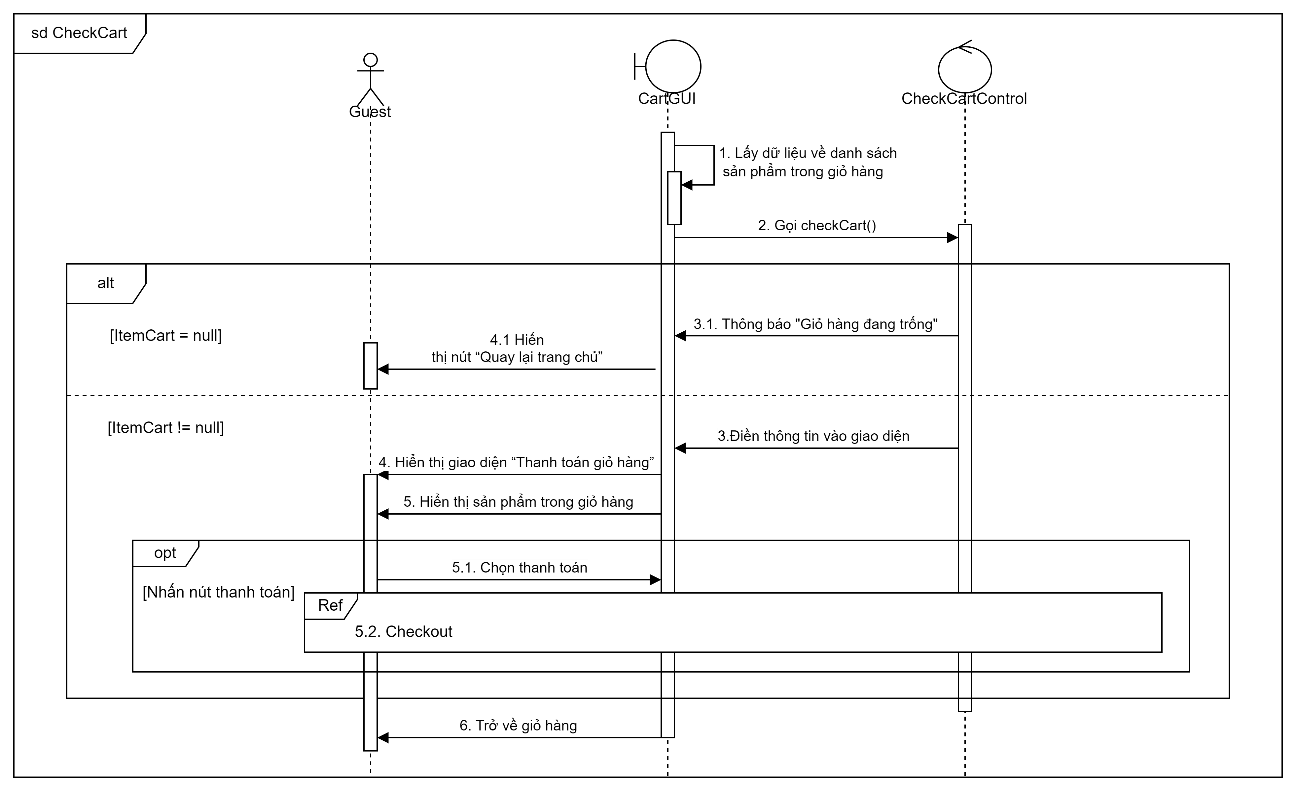 sd CheckCart
Guest
CartGUI
CheckCartControl
1. Lấy dữ liệu về danh sách
sản phẩm trong giỏ hàng
2. Gọi checkCart()
alt
[ItemCart = null]
3.1. Thông báo "Giỏ hàng đang trống"
4.1 Hiến
thị nút “Quay lại trang chủ”
[ItemCart != null]
3.Điền thông tin vào giao diện
4. Hiển thị giao diện “Thanh toán giỏ hàng”
5. Hiển thị sản phẩm trong giỏ hàng
opt
5.1. Chọn thanh toán
[Nhấn nút thanh toán]
Ref
5.2. Checkout
6. Trở về giỏ hàng